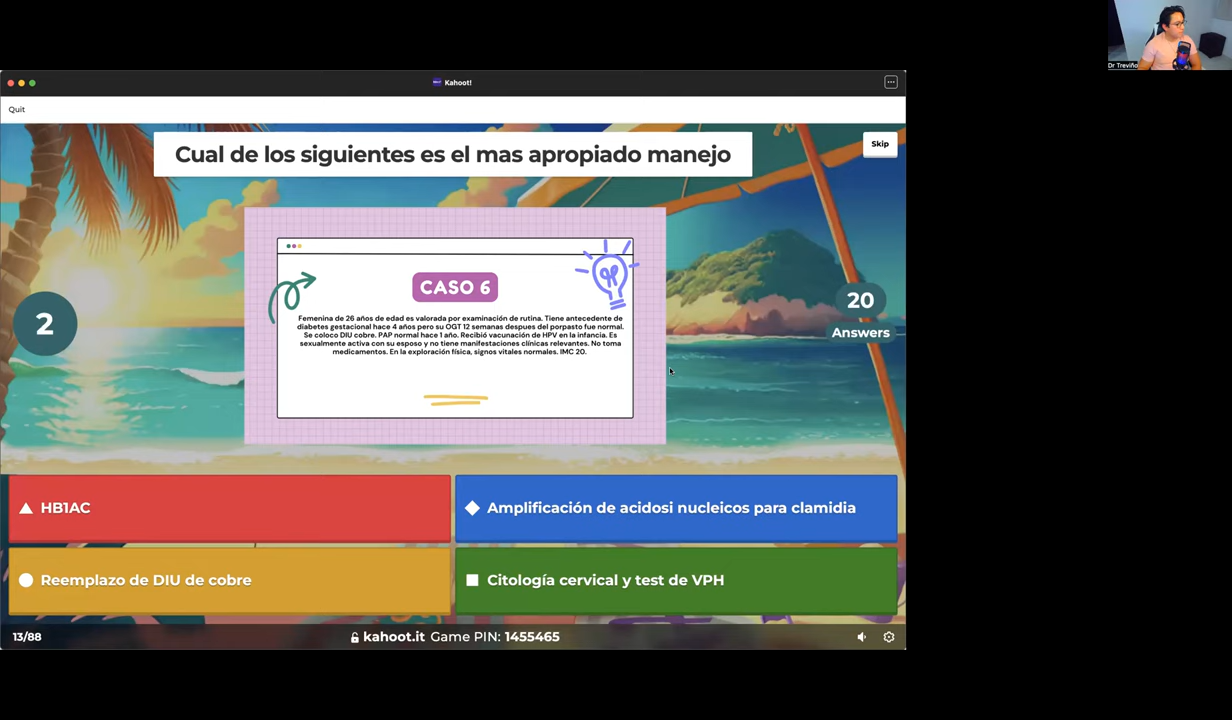 Dr Treviño
Kahoot!
Quit
Cual de los siguientes es el mas apropiado manejo
Skip
CASO 6
Femenina de 26 años de edad es valorada por examinación de rutina. Tiene antecedente de
diabetes gestacional hace 4 años pero su OGT 12 semanas despues del porpasto fue normal.
Se coloco DIU cobre. PAP normal hace 1 año. Recibió vacunación de HPV en la infancia. Es
sexualmente activa con su esposo y no tiene manifestaciones clínicas relevantes. No toma
medicamentos. En la exploración física, signos vitales normales. IMC 20.
2
20
Answers
HB1AC
Amplificación de acidosi nucleicos para clamidia
Reemplazo de DIU de cobre
Citología cervical y test de VPH
13/88
kahoot.it Game PIN: 1455465